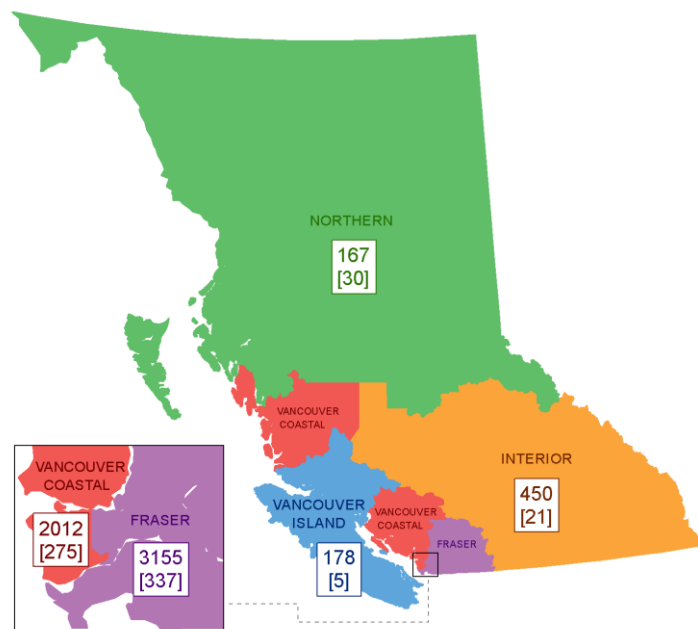 NORTHERN
167
[30]
VANCOUVER
COASTAL
INTERIOR
450
[21]
VANCOUVER
ISLAND
178
[5]
VANCOUVER
COASTAL
FRASER
VANCOUVER
COASTAL
2012
[275]
FRASER
3155
[337]